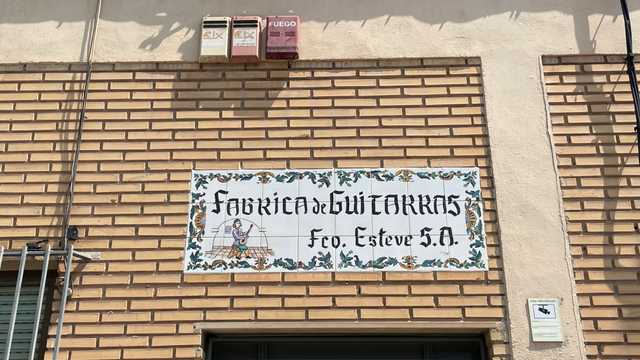 FUEGO
FABRICA de GUITARRAS
Fco. Esteve S.A.